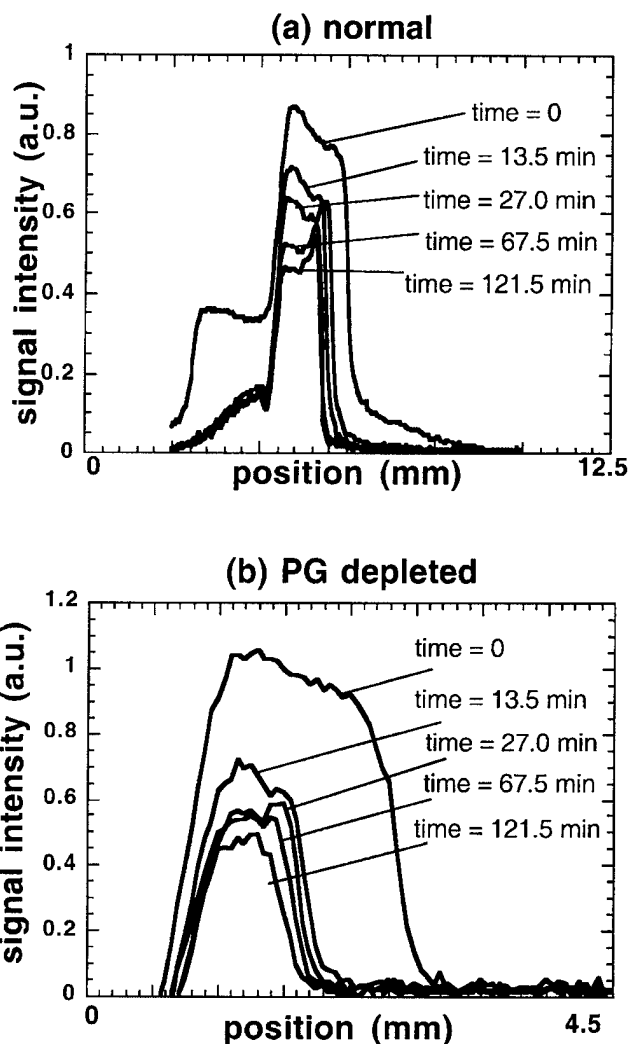 (a) normal
signal intensity (a.u.)
1
0.8
0.6
0.4
0.2
0
time = 0
time = 13.5 min
time = 27.0 min
time = 67.5 min
time = 121.5 min
0
12.5
position (mm)
(b) PG depleted
signal intensity (a.u.)
1.2
1
0.8
0.6
0.4
0.2
0
time = 0
time = 13.5 min
time = 27.0 min
time = 67.5 min
time = 121.5 min
0
4.5
position (mm)